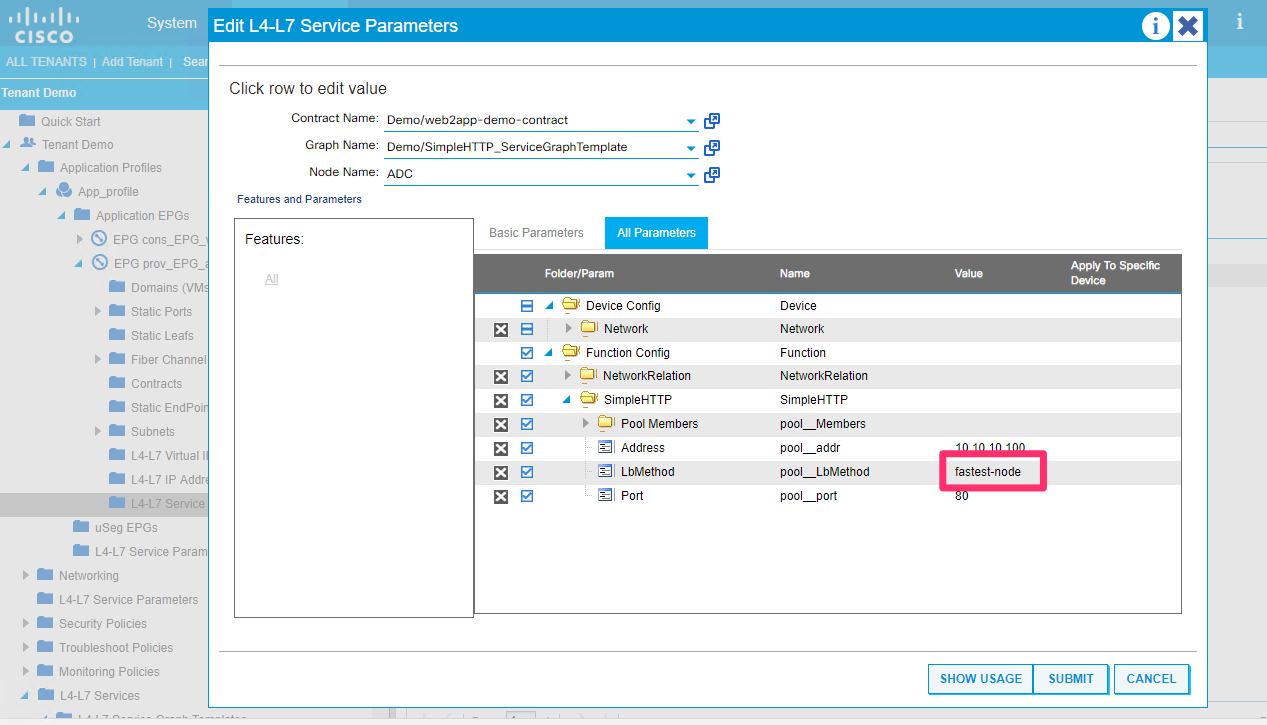 CISCO
System
Edit L4-L7 Service Parameters
ALL TENANTS | Add Tenant | Sear
Tenant Demo
Quick Start
Tenant Demo
Application Profiles
App_profile
Application EPGs
EPG cons_EPG_
EPG prov_EPG_a
Domains (VMs
Static Ports
Static Leafs
Fiber Channel
Contracts
Static EndPoin
Subnets
L4-L7 Virtual I
L4-L7 IP Addre
L4-L7 Service
uSeg EPGs
L4-L7 Service Param
Networking
L4-L7 Service Parameters
Security Policies
Troubleshoot Policies
Monitoring Policies
L4-L7 Services
L4-L7 Service Graph Templates
Click row to edit value
Contract Name: Demo/web2app-demo-contract
Graph Name: Demo/SimpleHTTP_ServiceGraphTemplate
Node Name: ADC
Features and Parameters
Features:
All
Basic Parameters All Parameters
Folder/Param Name Value Apply To Specific Device
Device Config Device
Network Network
Function Config Function
NetworkRelation NetworkRelation
SimpleHTTP SimpleHTTP
Pool Members pool__Members
Address pool__addr 10.10.10.100
LbMethod pool__LbMethod fastest-node
Port pool__port 80
SHOW USAGE SUBMIT CANCEL